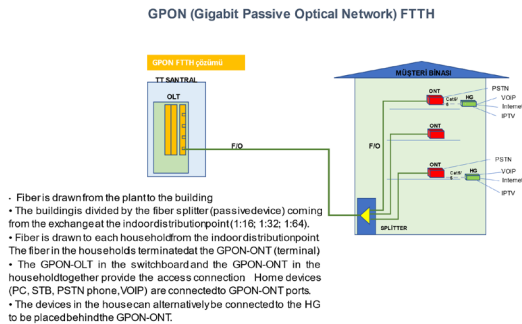 GPON (Gigabit Passive Optical Network) FTTH
GPON FTTH çözümü
TT SANTRAL
OLT
F/O
MÜŞTERİ BİNASI
ONT
Cat5/
6
HG
PSTN
VOIP
Internet
IPTV
ONT
F/O
ONT
Cat5/
6
HG
PSTN
VOIP
Internet
IPTV
SPLİTTER
- Fiber is drawn from the plant to the building
• The building is divided by the fiber splitter (passive device) coming
from the exchange at the indoor distribution point (1:16; 1:32; 1:64).
• Fiber is drawn to each household from the indoor distribution point
The fiber in the households terminated at the GPON-ONT (terminal)
• The GPON-OLT in the switchboard and the GPON-ONT in the
household together provide the access connection Home devices
(PC, STB, PSTN phone, VOIP) are connected to GPON-ONT ports.
• The devices in the house can alternatively be connected to the HG
to be placed behind the GPON-ONT.